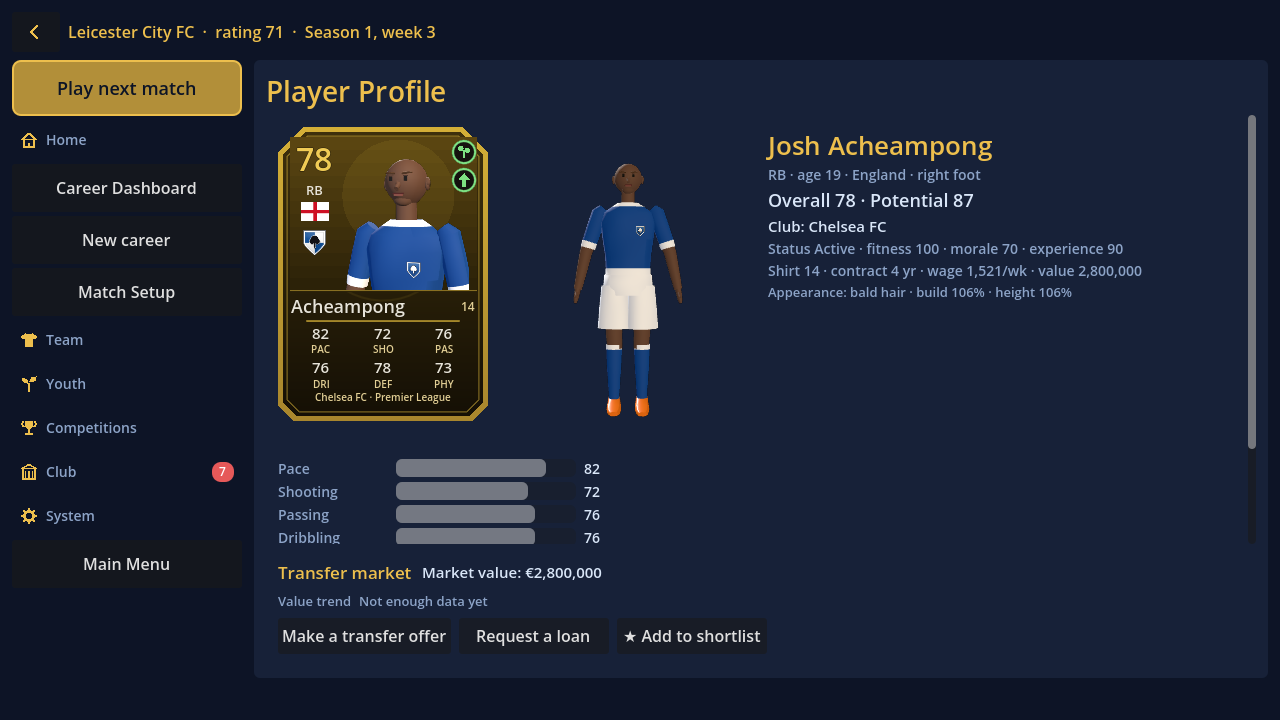 Leicester City FC · rating 71 · Season 1, week 3
Play next match
Home
Career Dashboard
New career
Match Setup
Team
Youth
Competitions
Club
7
System
Main Menu
Player Profile
78
RB
Acheampong
14
82
72
76
PAC
SHO
PAS
76
78
73
DRI
DEF
PHY
Chelsea FC · Premier League
Josh Acheampong
RB · age 19 · England · right foot
Overall 78 · Potential 87
Club: Chelsea FC
Status Active · fitness 100 · morale 70 · experience 90
Shirt 14 · contract 4 yr · wage 1,521/wk · value 2,800,000
Appearance: bald hair · build 106% · height 106%
Pace 82
Shooting 72
Passing 76
Dribbling 76
Transfer market Market value: €2,800,000
Value trend Not enough data yet
Make a transfer offer
Request a loan
★ Add to shortlist